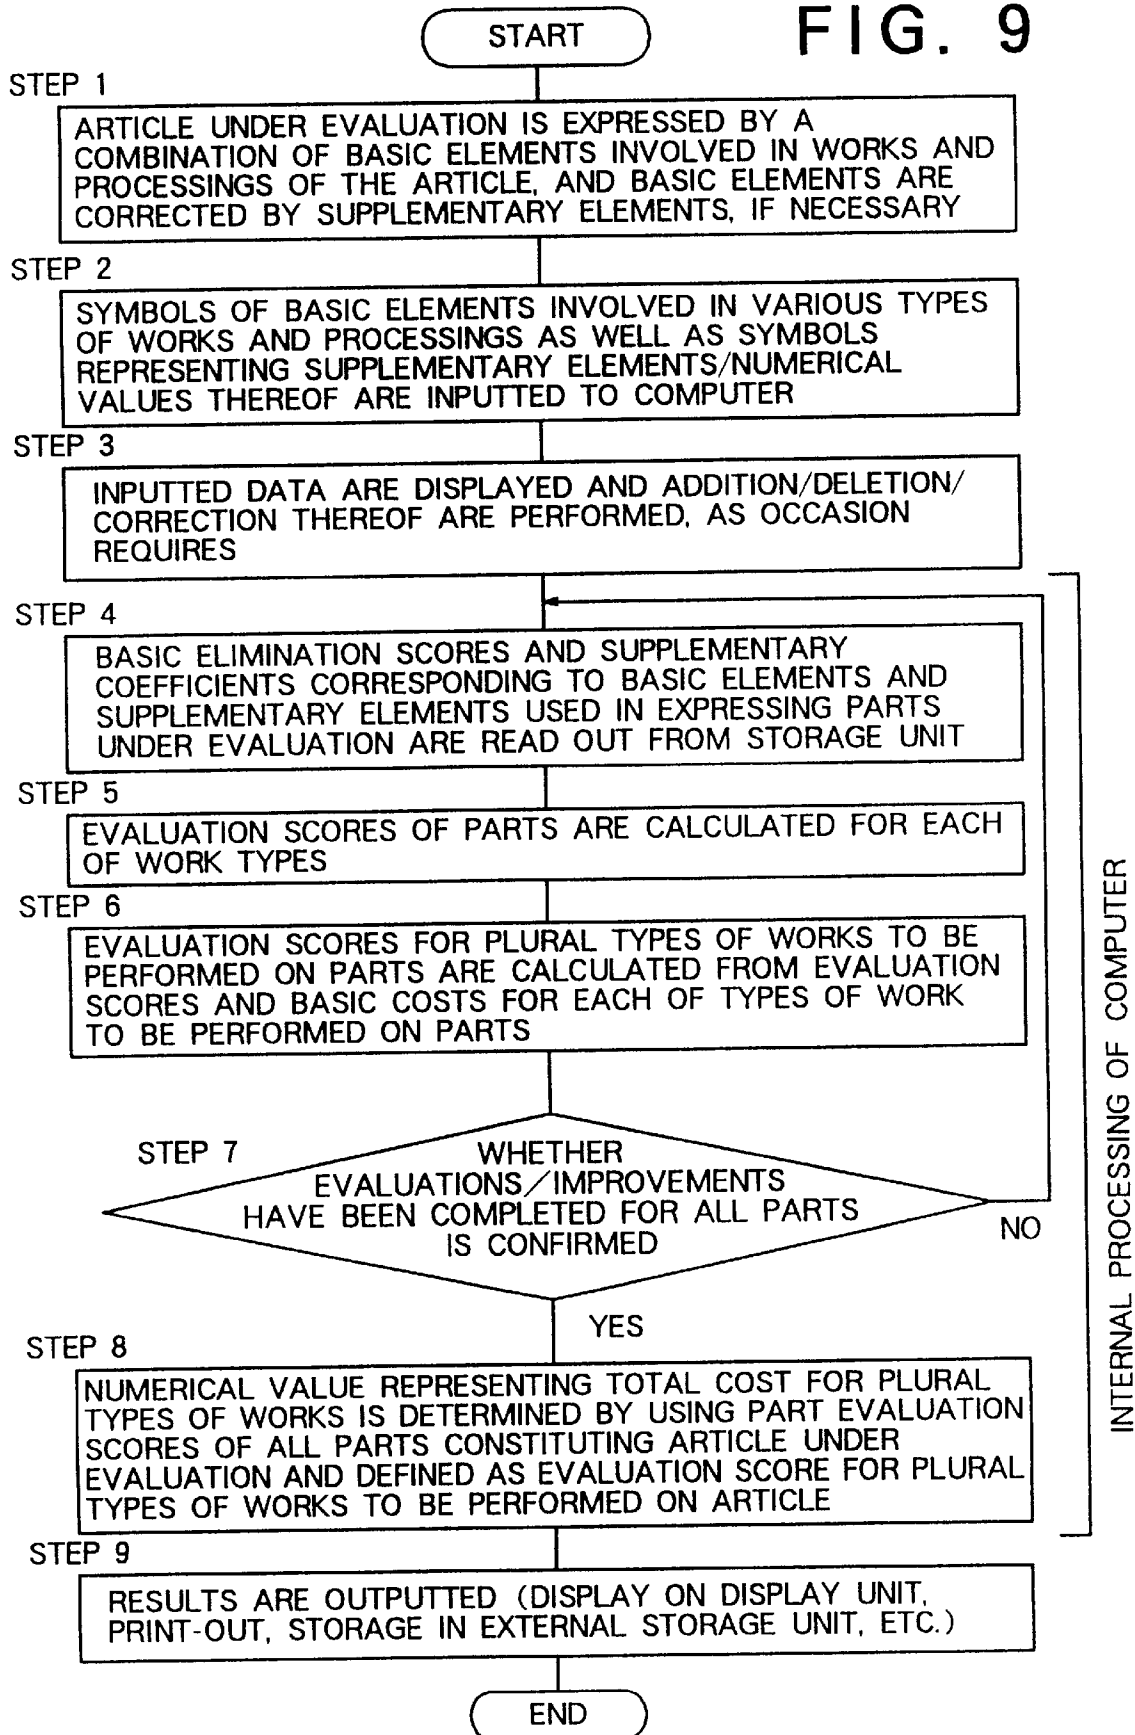 START
FIG. 9
STEP 1
ARTICLE UNDER EVALUATION IS EXPRESSED BY A
COMBINATION OF BASIC ELEMENTS INVOLVED IN WORKS AND
PROCESSINGS OF THE ARTICLE, AND BASIC ELEMENTS ARE
CORRECTED BY SUPPLEMENTARY ELEMENTS, IF NECESSARY
STEP 2
SYMBOLS OF BASIC ELEMENTS INVOLVED IN VARIOUS TYPES
OF WORKS AND PROCESSINGS AS WELL AS SYMBOLS
REPRESENTING SUPPLEMENTARY ELEMENTS/NUMERICAL
VALUES THEREOF ARE INPUTTED TO COMPUTER
STEP 3
INPUTTED DATA ARE DISPLAYED AND ADDITION/DELETION/
CORRECTION THEREOF ARE PERFORMED, AS OCCASION
REQUIRES
STEP 4
BASIC ELIMINATION SCORES AND SUPPLEMENTARY
COEFFICIENTS CORRESPONDING TO BASIC ELEMENTS AND
SUPPLEMENTARY ELEMENTS USED IN EXPRESSING PARTS
UNDER EVALUATION ARE READ OUT FROM STORAGE UNIT
STEP 5
EVALUATION SCORES OF PARTS ARE CALCULATED FOR EACH
OF WORK TYPES
STEP 6
EVALUATION SCORES FOR PLURAL TYPES OF WORKS TO BE
PERFORMED ON PARTS ARE CALCULATED FROM EVALUATION
SCORES AND BASIC COSTS FOR EACH OF TYPES OF WORK
TO BE PERFORMED ON PARTS
STEP 7
WHETHER
EVALUATIONS/IMPROVEMENTS
HAVE BEEN COMPLETED FOR ALL PARTS
IS CONFIRMED
NO
YES
STEP 8
NUMERICAL VALUE REPRESENTING TOTAL COST FOR PLURAL
TYPES OF WORKS IS DETERMINED BY USING PART EVALUATION
SCORES OF ALL PARTS CONSTITUTING ARTICLE UNDER
EVALUATION AND DEFINED AS EVALUATION SCORE FOR PLURAL
TYPES OF WORKS TO BE PERFORMED ON ARTICLE
INTERNAL PROCESSING OF COMPUTER
STEP 9
RESULTS ARE OUTPUTTED (DISPLAY ON DISPLAY UNIT,
PRINT-OUT, STORAGE IN EXTERNAL STORAGE UNIT, ETC.)
END